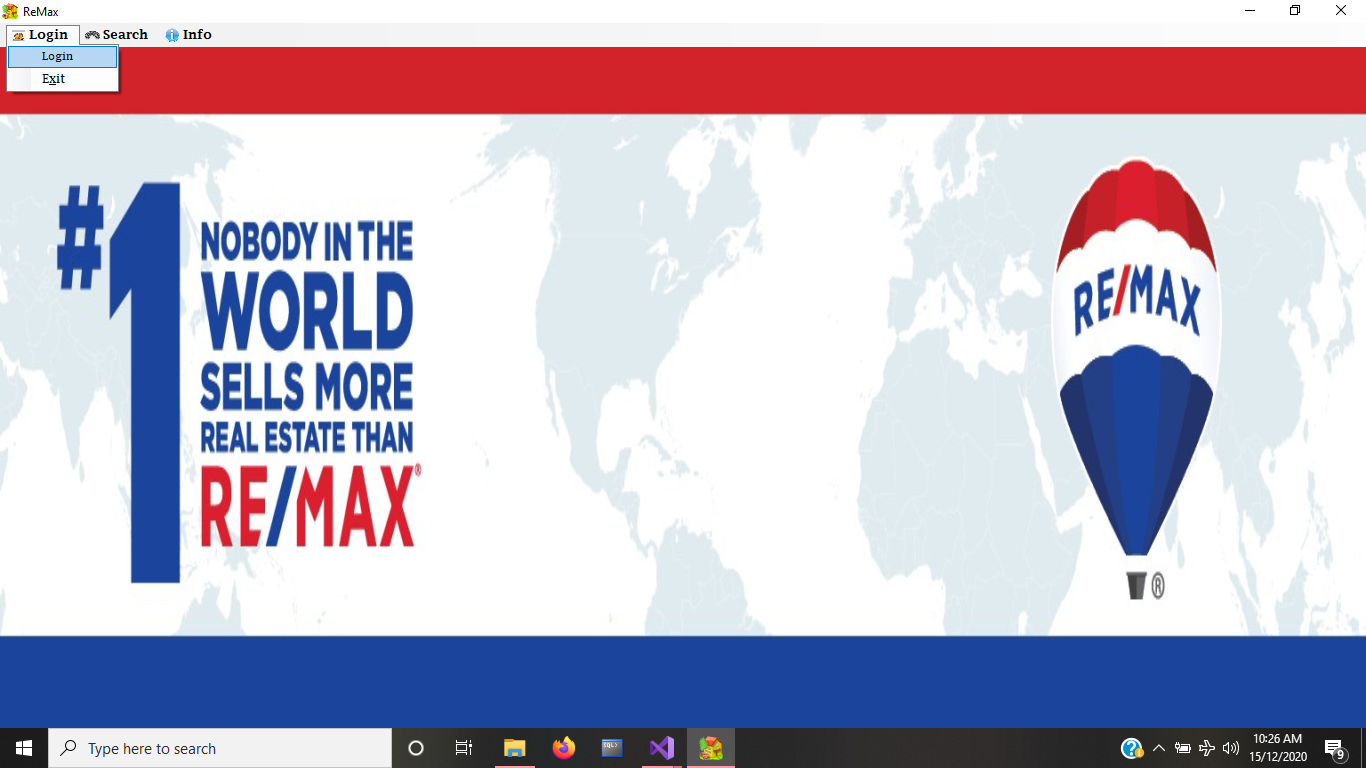 ReMax
Login Search Info
Login
Exit
#1
NOBODY IN THE
WORLD
SELLS MORE
REAL ESTATE THAN
RE/MAX®
RE/MAX
®
Type here to search
SQL>
10:26 AM
15/12/2020
9